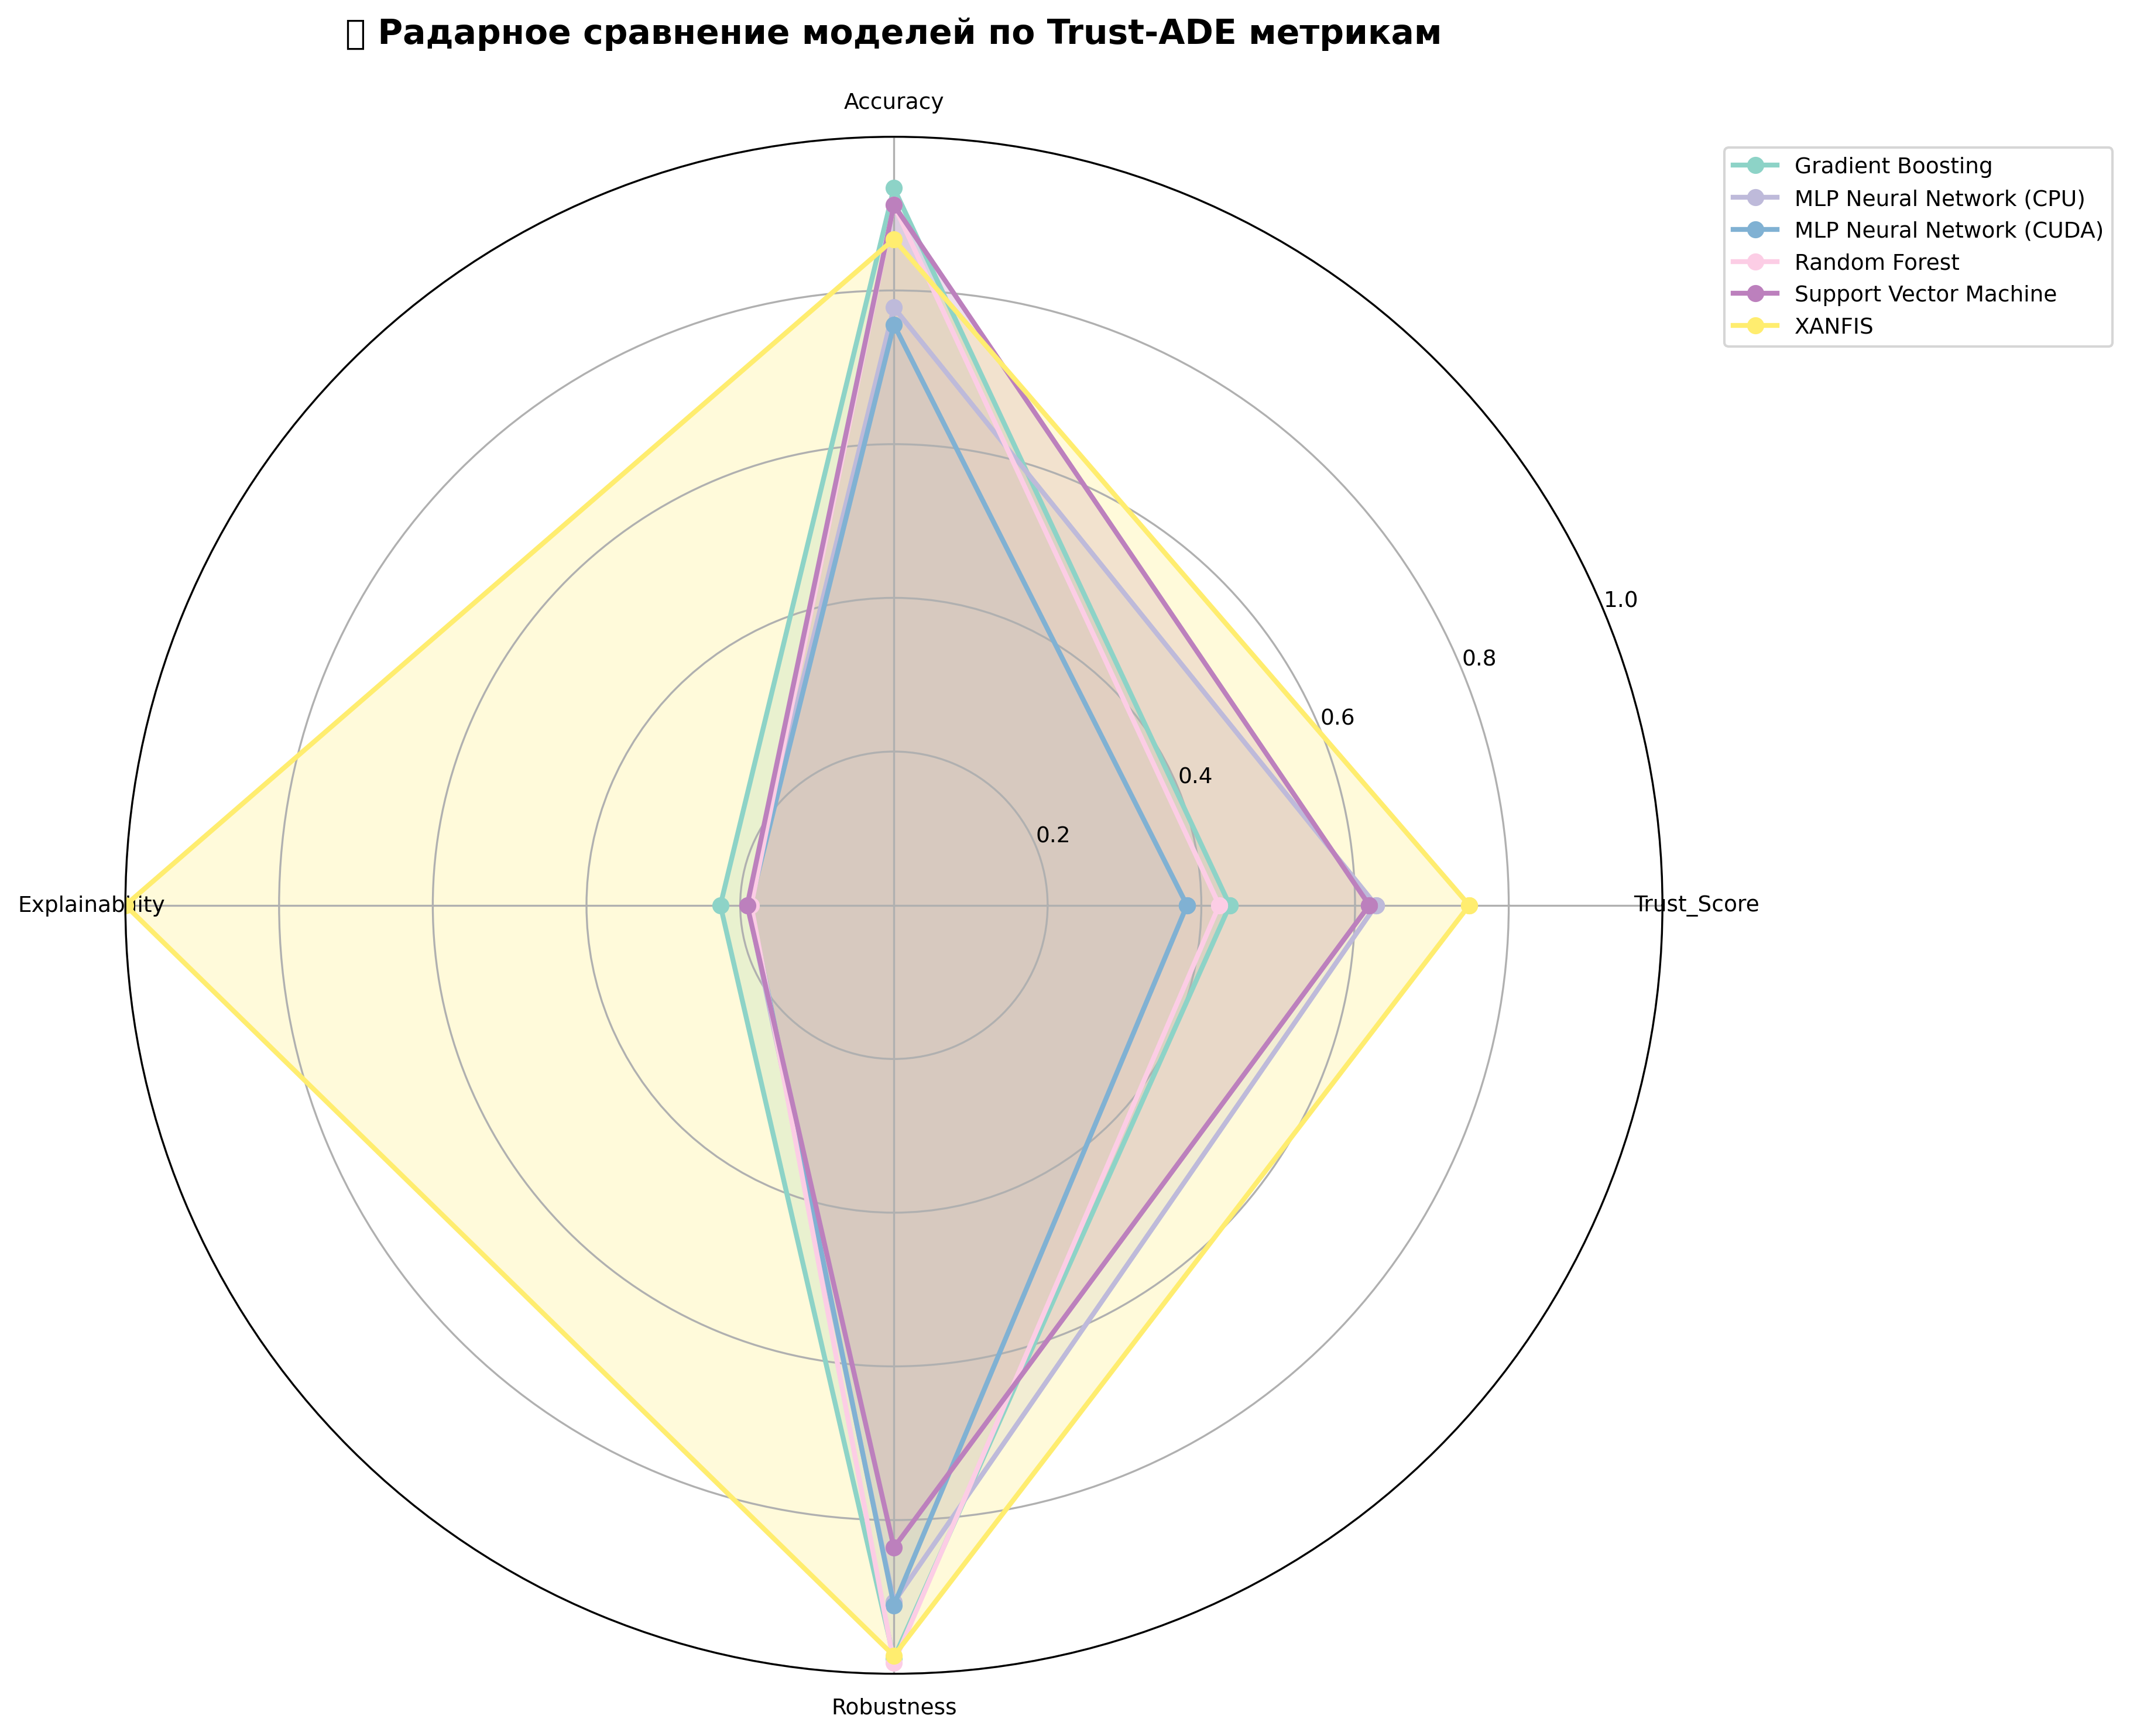 Радарное сравнение моделей по Trust-ADE метрикам
Accuracy
Gradient Boosting
MLP Neural Network (CPU)
MLP Neural Network (CUDA)
Random Forest
Support Vector Machine
XANFIS
1.0
0.8
0.6
0.4
0.2
Explainability
Trust_Score
Robustness